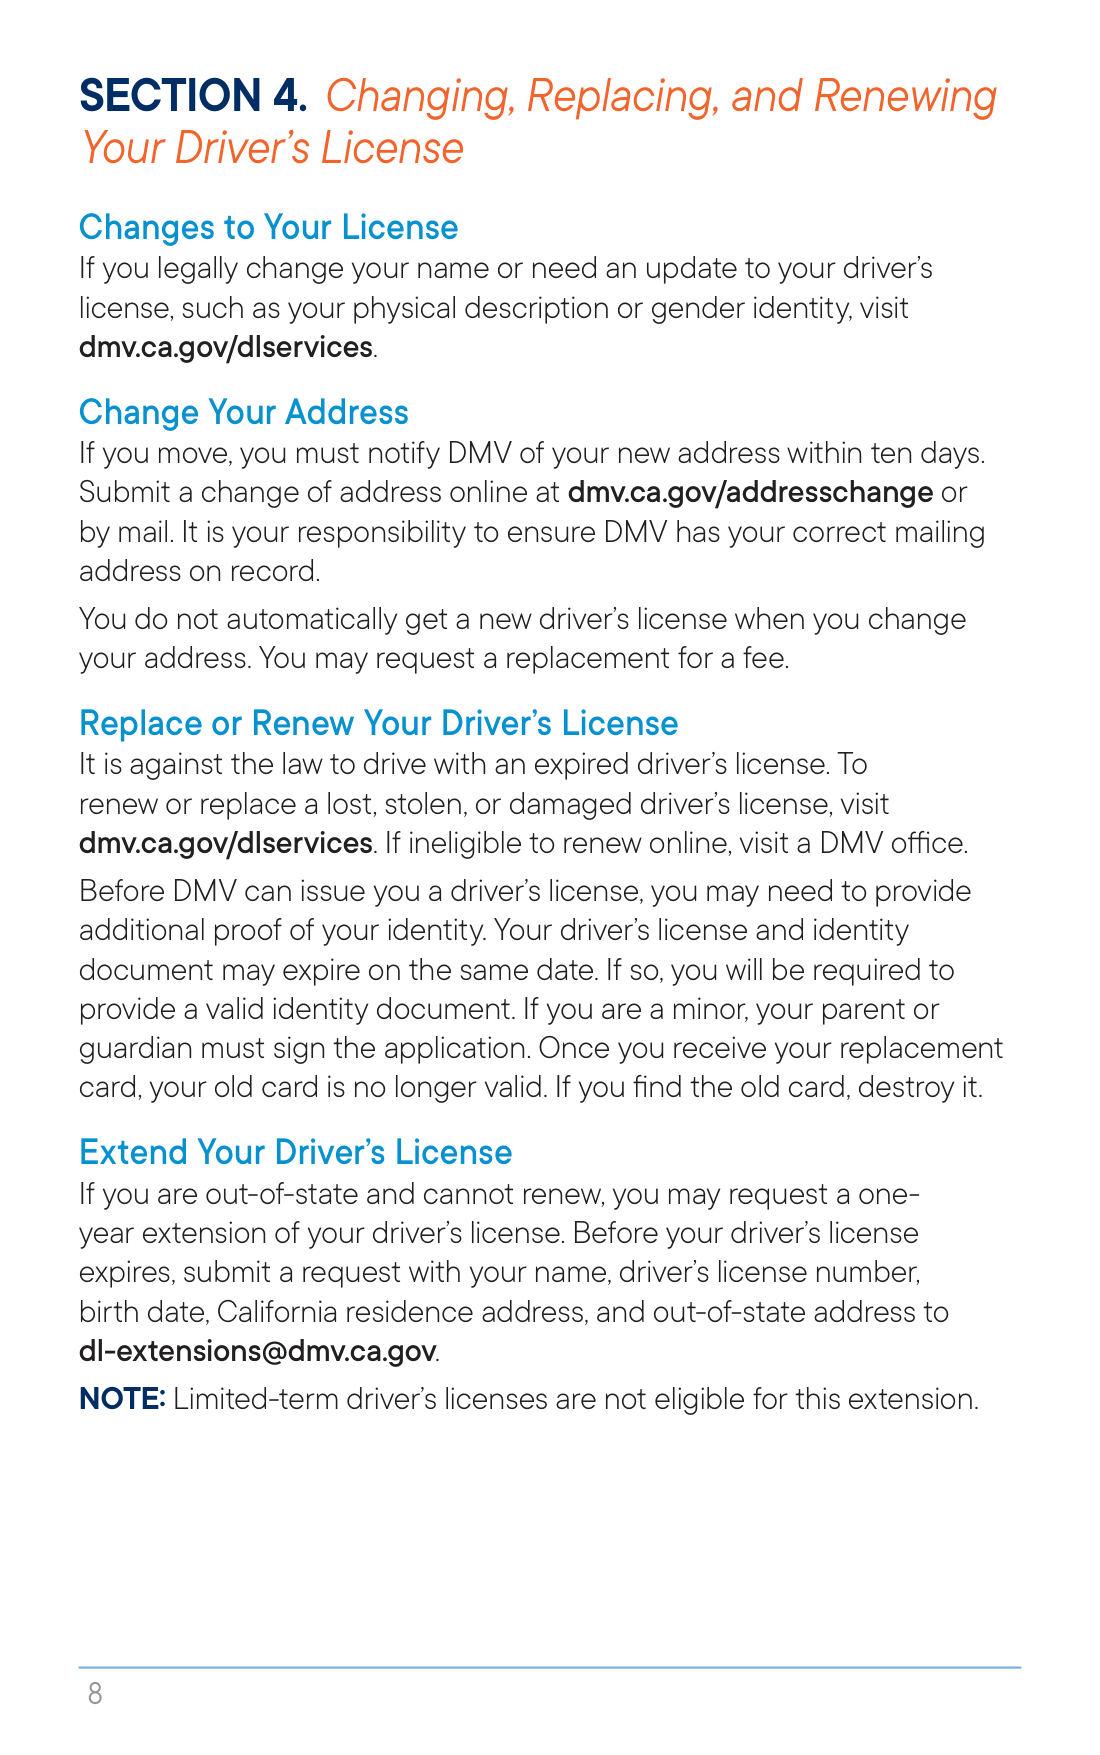 SECTION 4. Changing, Replacing, and Renewing
Your Driver’s License
Changes to Your License
If you legally change your name or need an update to your driver’s
license, such as your physical description or gender identity, visit
dmv.ca.gov/dlservices.
Change Your Address
If you move, you must notify DMV of your new address within ten days.
Submit a change of address online at dmv.ca.gov/addresschange or
by mail. It is your responsibility to ensure DMV has your correct mailing
address on record.
You do not automatically get a new driver’s license when you change
your address. You may request a replacement for a fee.
Replace or Renew Your Driver’s License
It is against the law to drive with an expired driver’s license. To
renew or replace a lost, stolen, or damaged driver’s license, visit
dmv.ca.gov/dlservices. If ineligible to renew online, visit a DMV office.
Before DMV can issue you a driver’s license, you may need to provide
additional proof of your identity. Your driver’s license and identity
document may expire on the same date. If so, you will be required to
provide a valid identity document. If you are a minor, your parent or
guardian must sign the application. Once you receive your replacement
card, your old card is no longer valid. If you find the old card, destroy it.
Extend Your Driver’s License
If you are out-of-state and cannot renew, you may request a one-
year extension of your driver’s license. Before your driver’s license
expires, submit a request with your name, driver’s license number,
birth date, California residence address, and out-of-state address to
dl-extensions@dmv.ca.gov.
NOTE: Limited-term driver’s licenses are not eligible for this extension.
8